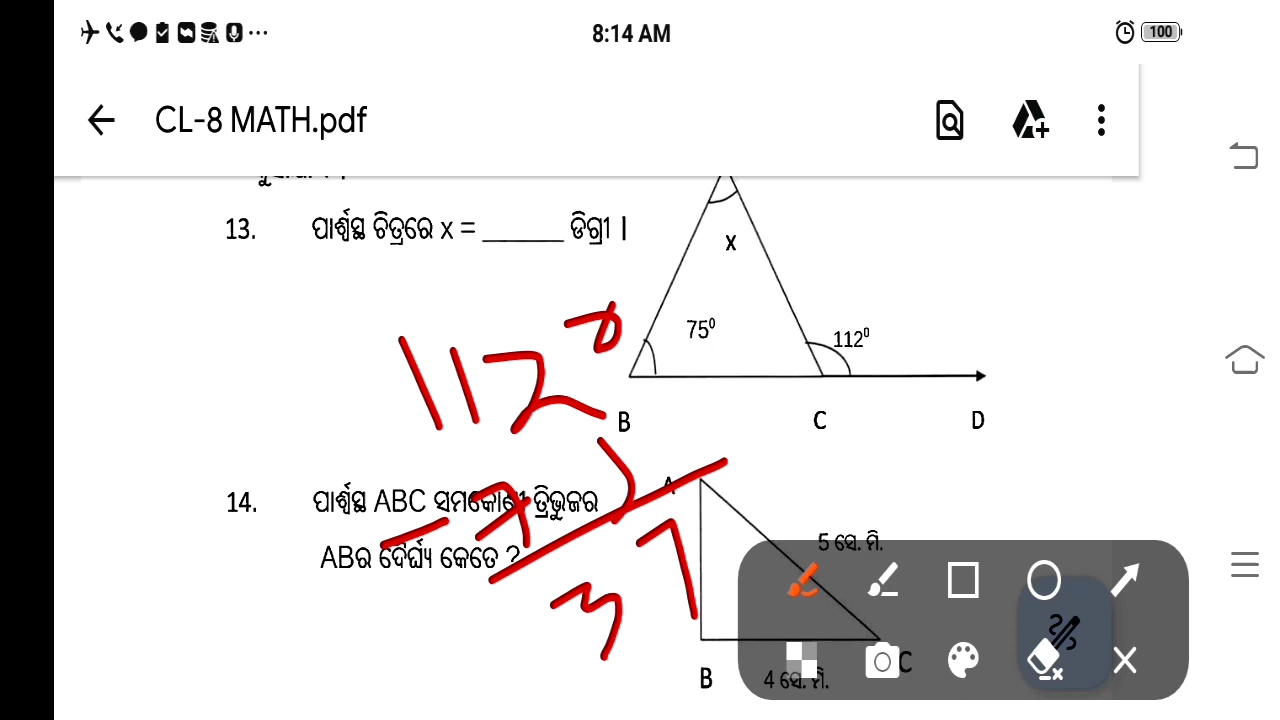 8:14 AM
100
CL-8 MATH.pdf
13. ପାର୍ଶ୍ୱସ୍ଥ ଚିତ୍ରରେ x = ______ ଡିଗ୍ରୀ |
x
75⁰
112⁰
112°
B C D
14. ପାର୍ଶ୍ୱସ୍ଥ ABC ସମକୋଣୀ ତ୍ରିଭୁଜର
A
ABର ଦୈର୍ଘ୍ୟ କେତେ ?
5 ସେ. ମି.
37
B
C
4 ସେ. ମି.